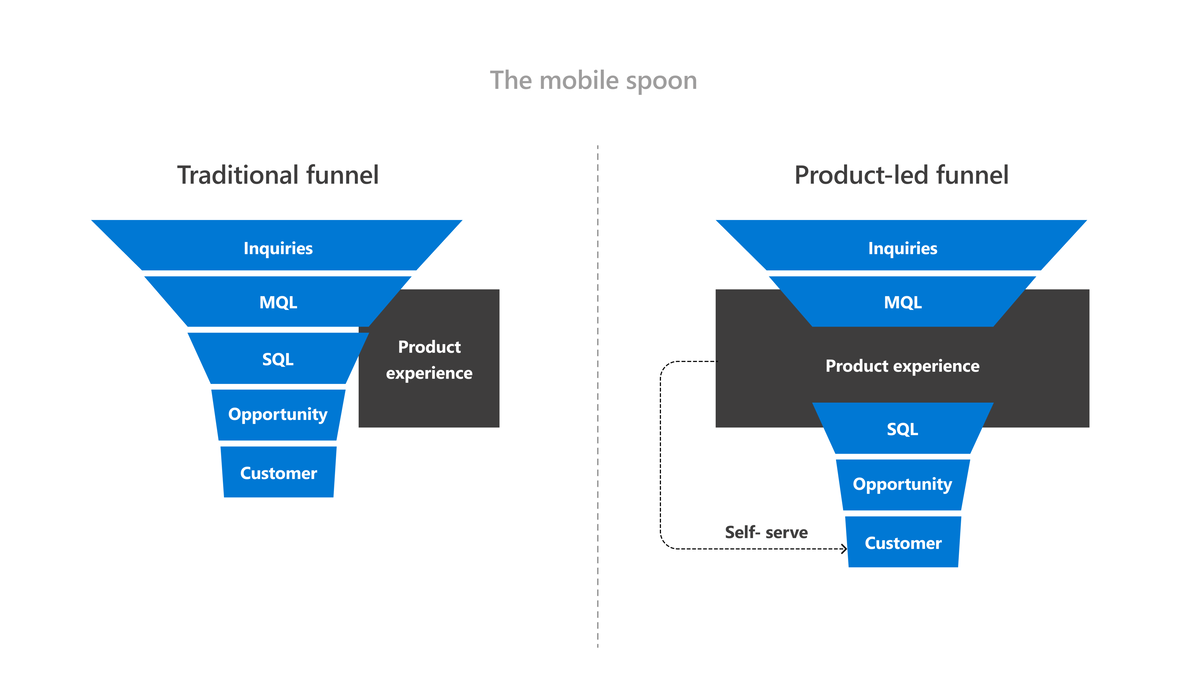 The mobile spoon
Traditional funnel
Inquiries
MQL
SQL
Opportunity
Customer
Product
experience
Product-led funnel
Inquiries
MQL
Product experience
SQL
Opportunity
Customer
Self- serve